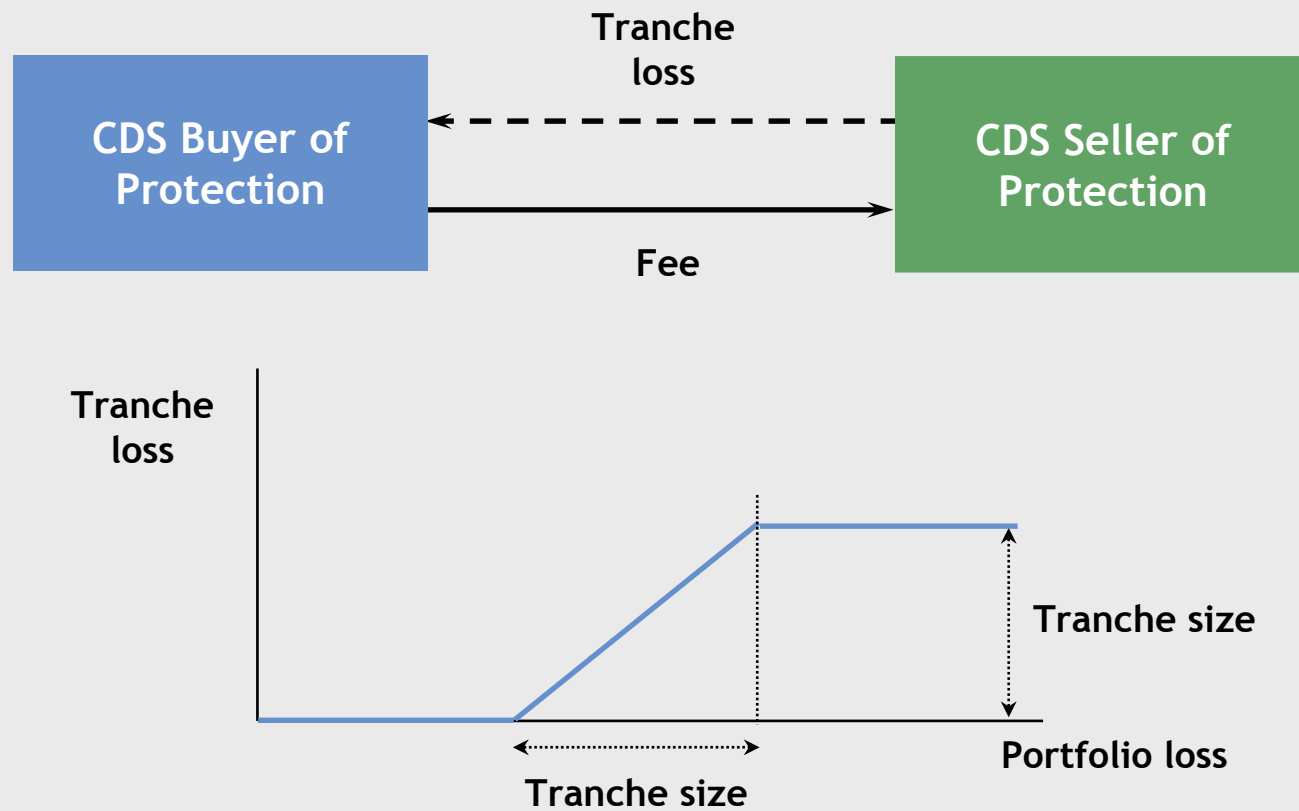 Tranche
loss
CDS Buyer of
Protection
CDS Seller of
Protection
Fee
Tranche
loss
Tranche size
Portfolio loss
Tranche size